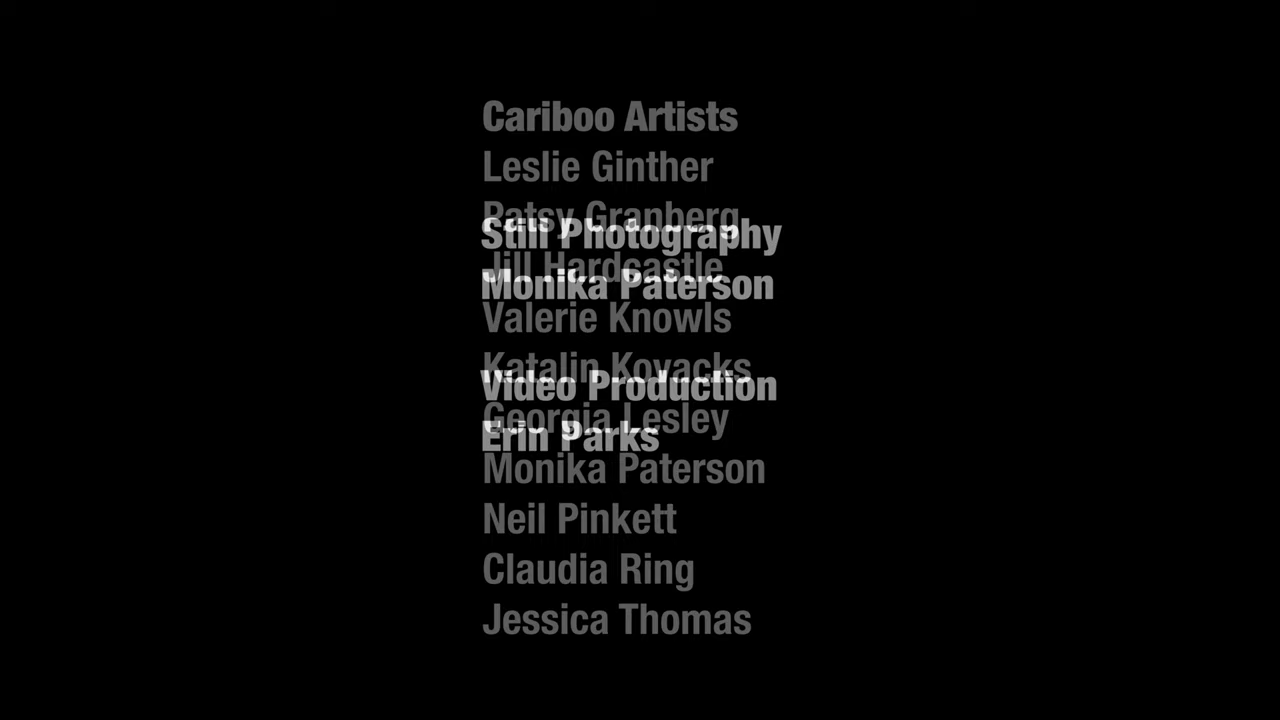 Cariboo Artists
Leslie Ginther
Patsy Granberg
Still Photography
Jill Hardcastle
Monika Paterson
Valerie Knowls
Katalin Kovacks
Video Production
Georgia Lesley
Erin Parks
Monika Paterson
Neil Pinkett
Claudia Ring
Jessica Thomas